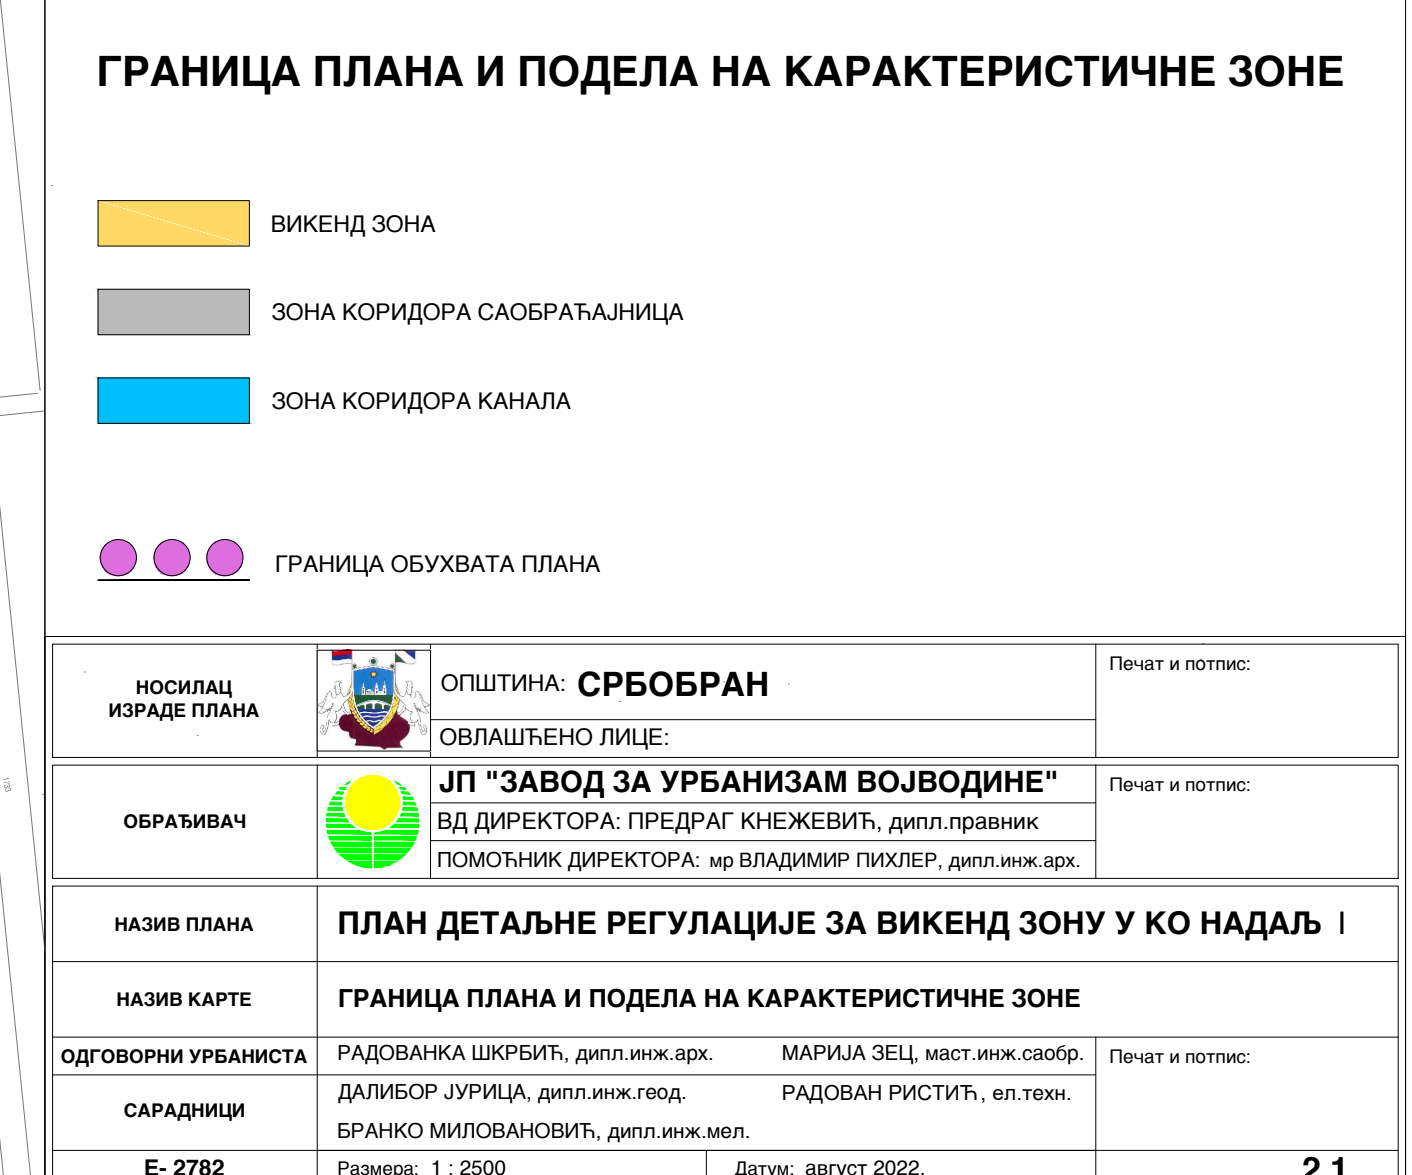 ГРАНИЦА ПЛАНА И ПОДЕЛА НА КАРАКТЕРИСТИЧНЕ ЗОНЕ
ВИКЕНД ЗОНА
ЗОНА КОРИДОРА САОБРАЋАЈНИЦА
ЗОНА КОРИДОРА КАНАЛА
ГРАНИЦА ОБУХВАТА ПЛАНА
НОСИЛАЦ
ИЗРАДЕ ПЛАНА
ОПШТИНА: СРБОБРАН
ОВЛАШЋЕНО ЛИЦЕ:
Печат и потпис:
1733
ОБРАЂИВАЧ
ЈП "ЗАВОД ЗА УРБАНИЗАМ ВОЈВОДИНЕ"
ВД ДИРЕКТОРА: ПРЕДРАГ КНЕЖЕВИЋ, дипл.правник
ПОМОЋНИК ДИРЕКТОРА: мр ВЛАДИМИР ПИХЛЕР, дипл.инж.арх.
Печат и потпис:
НАЗИВ ПЛАНА
ПЛАН ДЕТАЉНЕ РЕГУЛАЦИЈЕ ЗА ВИКЕНД ЗОНУ У КО НАДАЉ I
НАЗИВ КАРТЕ
ГРАНИЦА ПЛАНА И ПОДЕЛА НА КАРАКТЕРИСТИЧНЕ ЗОНЕ
ОДГОВОРНИ УРБАНИСТА
РАДОВАНКА ШКРБИЋ, дипл.инж.арх. МАРИЈА ЗЕЦ, маст.инж.саобр.
Печат и потпис:
САРАДНИЦИ
ДАЛИБОР ЈУРИЦА, дипл.инж.геод. РАДОВАН РИСТИЋ, ел.техн.
БРАНКО МИЛОВАНОВИЋ, дипл.инж.мел.
Е- 2782 Размера: 1 : 2500 Датум: август 2022. 2.1